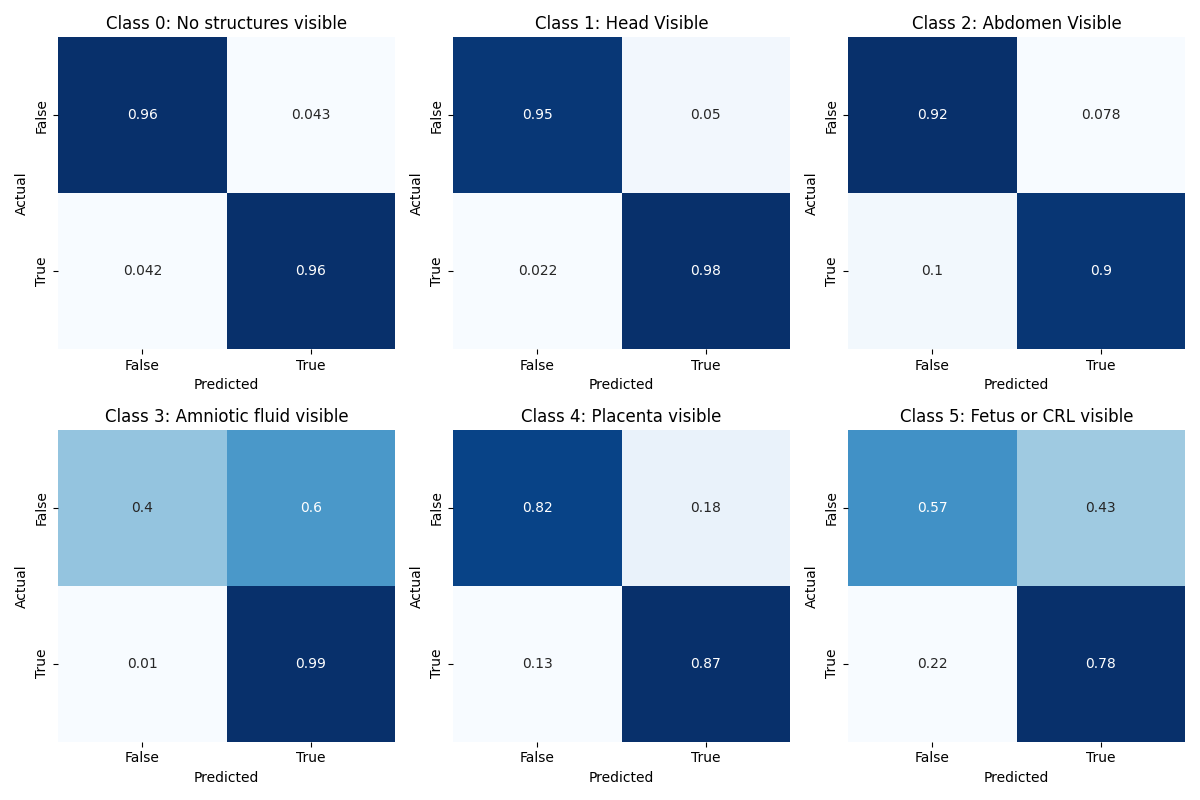 Class 0: No structures visible
False
0.96
0.043
Actual
True
0.042
0.96
False
True
Predicted
Class 1: Head Visible
False
0.95
0.05
Actual
True
0.022
0.98
False
True
Predicted
Class 2: Abdomen Visible
False
0.92
0.078
Actual
True
0.1
0.9
False
True
Predicted
Class 3: Amniotic fluid visible
False
0.4
0.6
Actual
True
0.01
0.99
False
True
Predicted
Class 4: Placenta visible
False
0.82
0.18
Actual
True
0.13
0.87
False
True
Predicted
Class 5: Fetus or CRL visible
False
0.57
0.43
Actual
True
0.22
0.78
False
True
Predicted